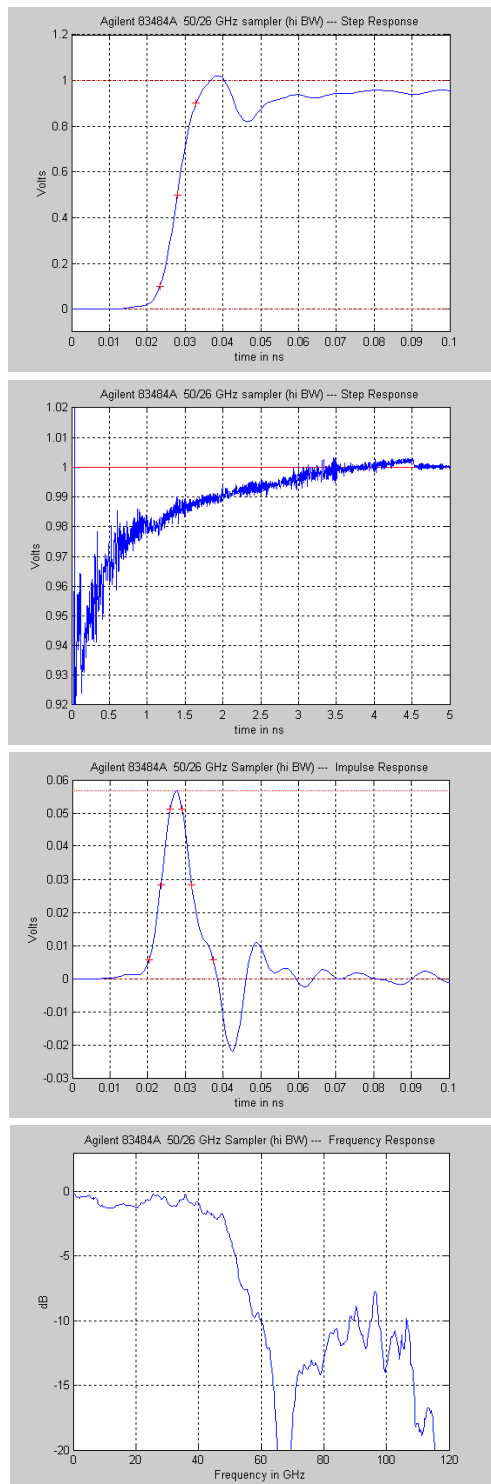 Agilent 83484A  50/26 GHz sampler (hi BW) --- Step Response
1.2
1
0.8
0.6
0.4
0.2
0
Volts
0 0.01 0.02 0.03 0.04 0.05 0.06 0.07 0.08 0.09 0.1
time in ns
Agilent 83484A  50/26 GHz sampler (hi BW) --- Step Response
1.02
1.01
1
0.99
0.98
0.97
0.96
0.95
0.94
0.93
0.92
Volts
0 0.5 1 1.5 2 2.5 3 3.5 4 4.5 5
time in ns
Agilent 83484A  50/26 GHz Sampler (hi BW) ---  Impulse Response
0.06
0.05
0.04
0.03
0.02
0.01
0
-0.01
-0.02
-0.03
Volts
0 0.01 0.02 0.03 0.04 0.05 0.06 0.07 0.08 0.09 0.1
time in ns
Agilent 83484A  50/26 GHz Sampler (hi BW) ---  Frequency Response
0
-5
-10
-15
-20
dB
0 20 40 60 80 100 120
Frequency in GHz